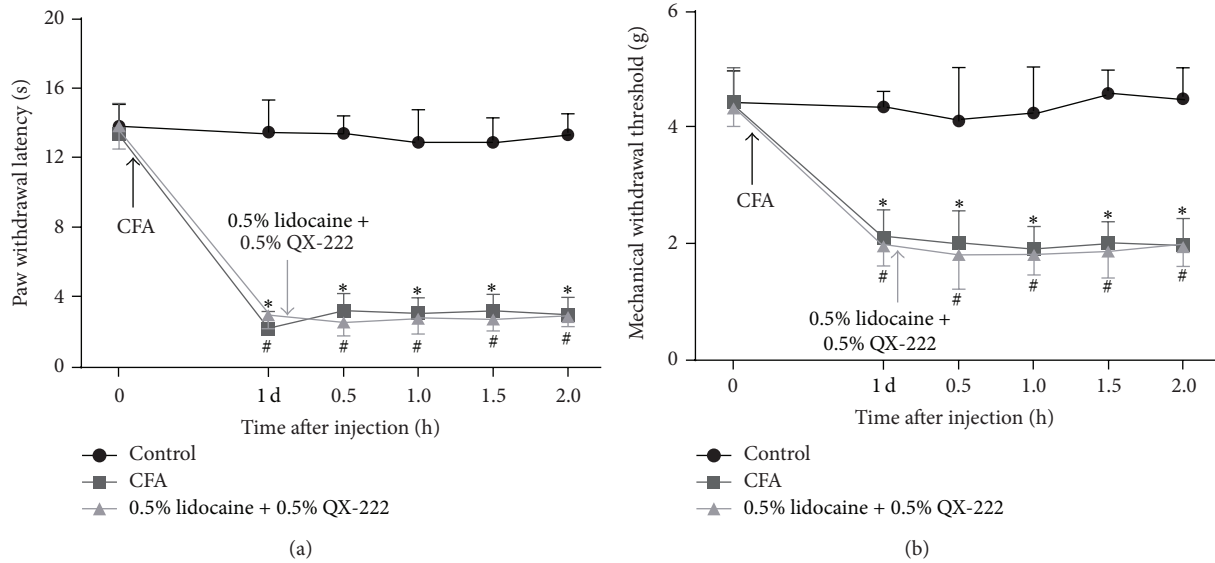 20
16
12
8
4
0
Paw withdrawal latency (s)
CFA
0.5% lidocaine +
0.5% QX-222
* * * * *
# # # # #
0 1 d 0.5 1.0 1.5 2.0
Time after injection (h)
Control
CFA
0.5% lidocaine + 0.5% QX-222
(a)
6
4
2
0
Mechanical withdrawal threshold (g)
CFA
* * * * *
# # # # #
0.5% lidocaine +
0.5% QX-222
0 1 d 0.5 1.0 1.5 2.0
Time after injection (h)
Control
CFA
0.5% lidocaine + 0.5% QX-222
(b)